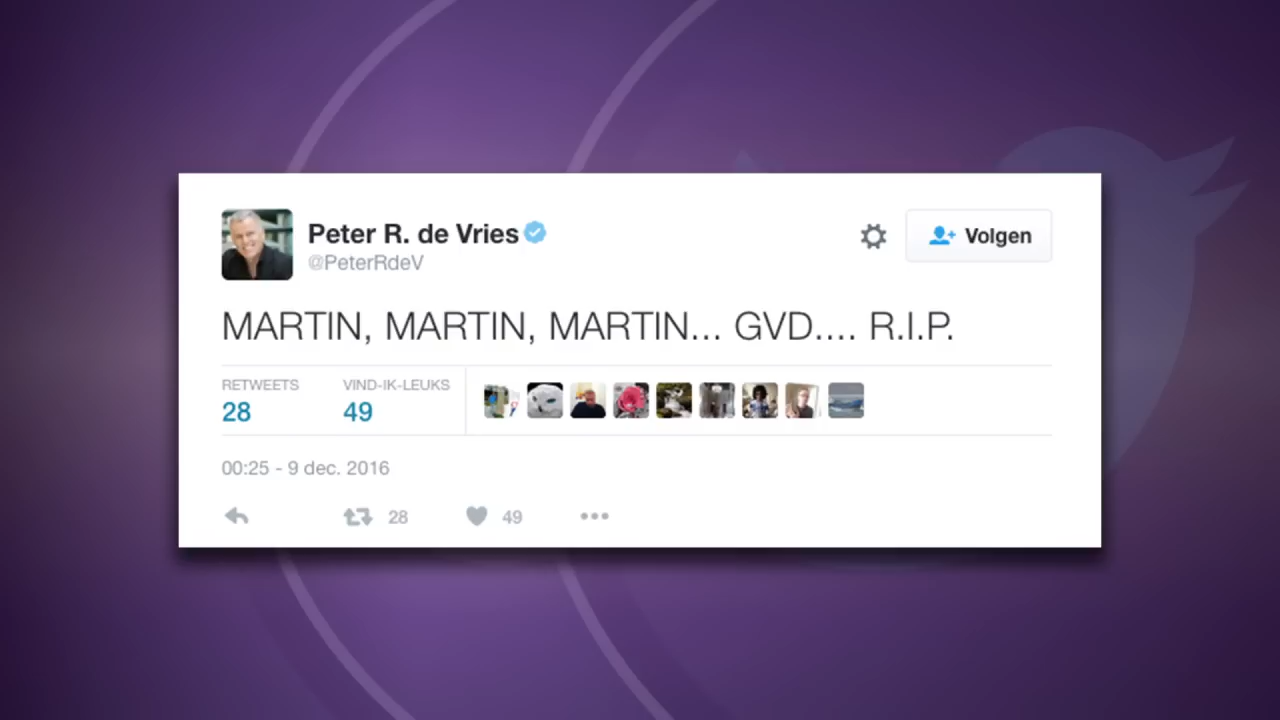 Peter R. de Vries
@PeterRdeV
Volgen
MARTIN, MARTIN, MARTIN... GVD.... R.I.P.
RETWEETS VIND-IK-LEUKS
28 49
00:25 - 9 dec. 2016
28 49